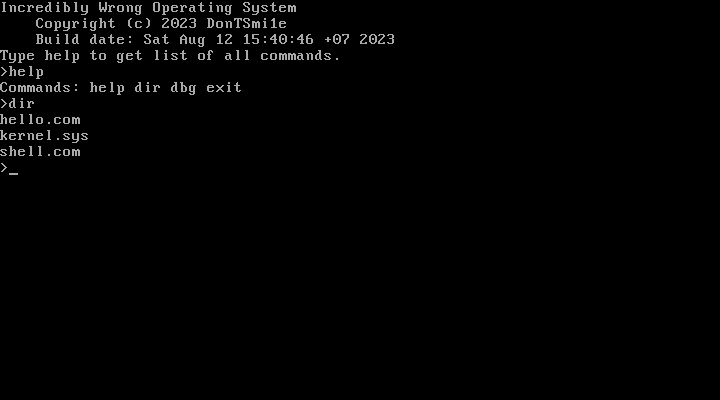 Incredibly Wrong Operating System
Copyright (c) 2023 DonTSmi1e
Build date: Sat Aug 12 15:40:46 +07 2023
Type help to get list of all commands.
>help
Commands: help dir dbg exit
>dir
hello.com
kernel.sys
shell.com
>_